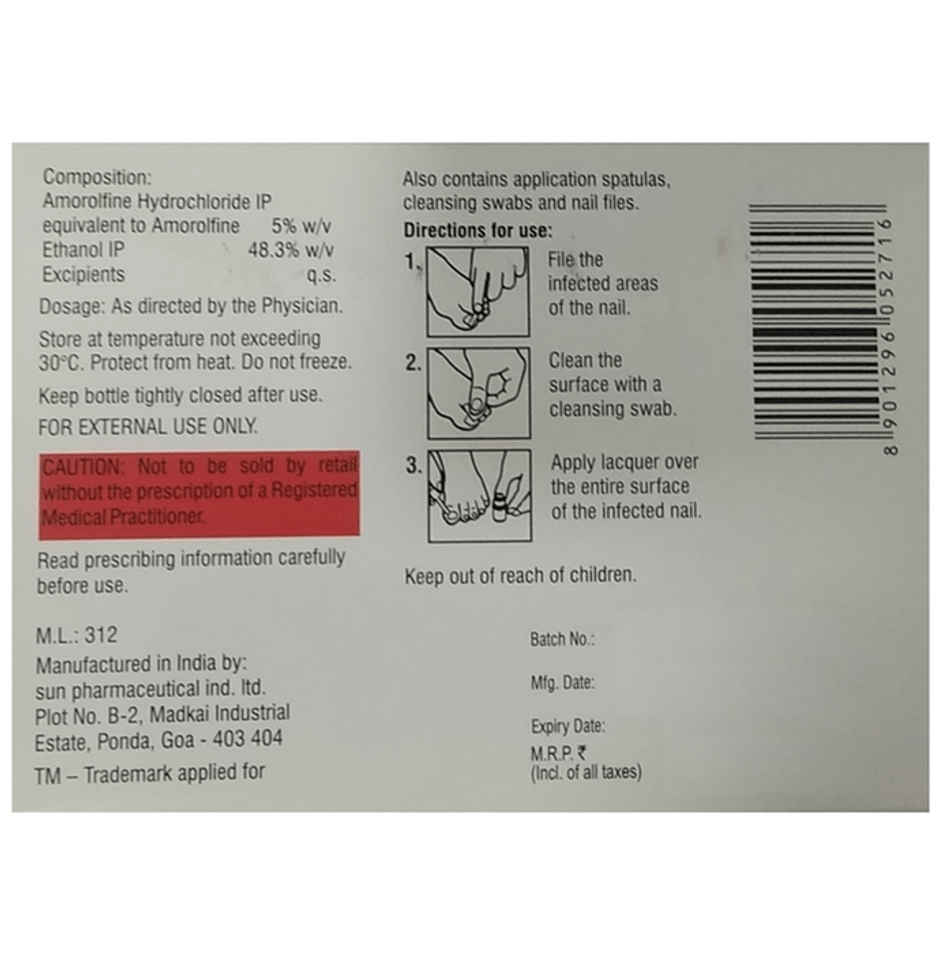 Composition:
Amorolfine Hydrochloride IP
equivalent to Amorolfine 5% w/v
Ethanol IP 48.3% w/v
Excipients q.s.
Dosage: As directed by the Physician.
Store at temperature not exceeding
30°C. Protect from heat. Do not freeze.
Keep bottle tightly closed after use.
FOR EXTERNAL USE ONLY.
CAUTION: Not to be sold by retail
without the prescription of a Registered
Medical Practitioner.
Read prescribing information carefully
before use.
M.L.: 312
Manufactured in India by:
sun pharmaceutical ind. ltd.
Plot No. B-2, Madkai Industrial
Estate, Ponda, Goa - 403 404
TM – Trademark applied for
Also contains application spatulas,
cleansing swabs and nail files.
Directions for use:
1. File the
infected areas
of the nail.
2. Clean the
surface with a
cleansing swab.
3. Apply lacquer over
the entire surface
of the infected nail.
Keep out of reach of children.
Batch No.:
Mfg. Date:
Expiry Date:
M.R.P. ₹
(Incl. of all taxes)
8 901296 052716